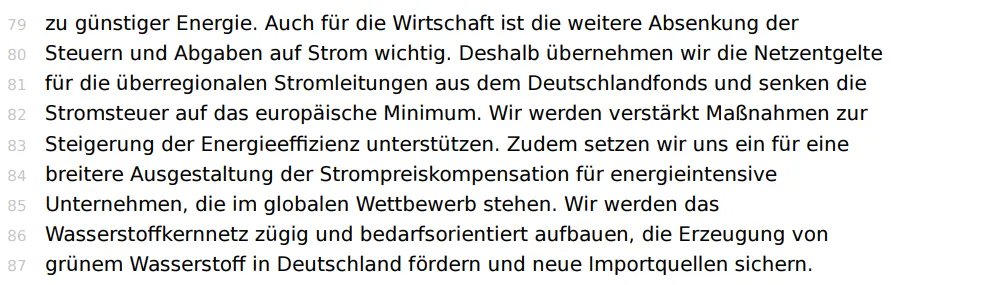 79 zu günstiger Energie. Auch für die Wirtschaft ist die weitere Absenkung der
80 Steuern und Abgaben auf Strom wichtig. Deshalb übernehmen wir die Netzentgelte
81 für die überregionalen Stromleitungen aus dem Deutschlandfonds und senken die
82 Stromsteuer auf das europäische Minimum. Wir werden verstärkt Maßnahmen zur
83 Steigerung der Energieeffizienz unterstützen. Zudem setzen wir uns ein für eine
84 breitere Ausgestaltung der Strompreiskompensation für energieintensive
85 Unternehmen, die im globalen Wettbewerb stehen. Wir werden das
86 Wasserstoffkernnetz zügig und bedarfsorientiert aufbauen, die Erzeugung von
87 grünem Wasserstoff in Deutschland fördern und neue Importquellen sichern.